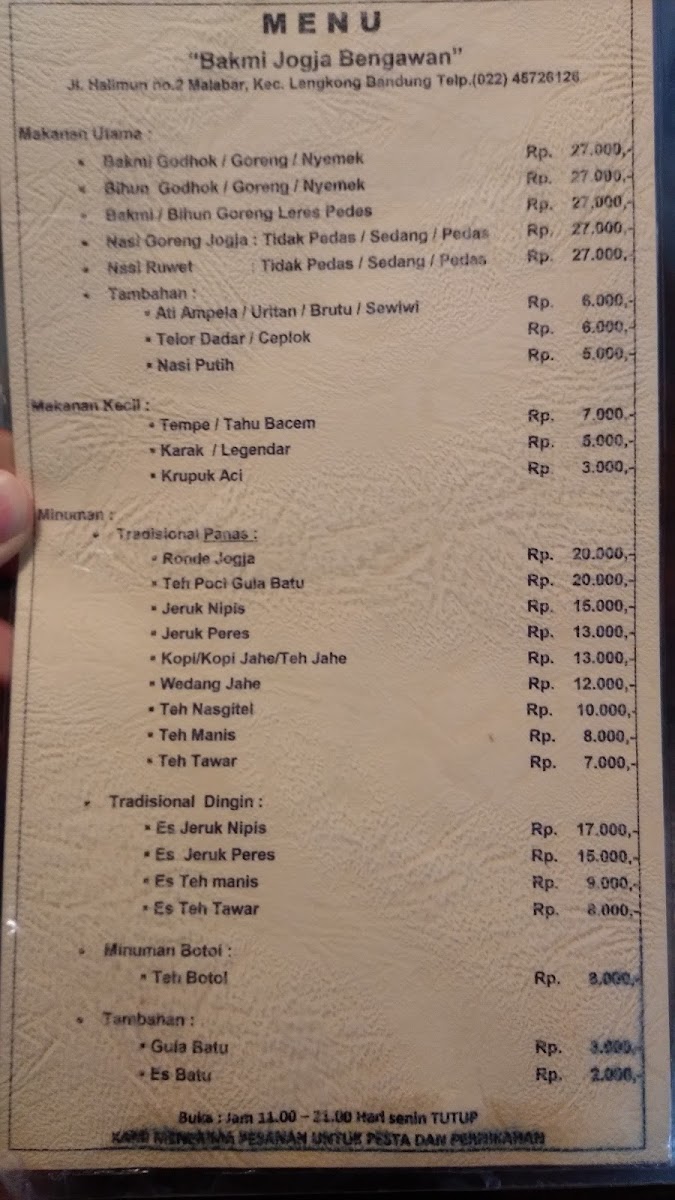 MENU
"Bakmi Jogja Bengawan"
Jl. Halimun no.2 Malabar, Kec. Lengkong Bandung Telp.(022) 45726126
Makanan Utama :
Bakmi Godhok / Goreng / Nyemek Rp. 27.000,-
Bihun Godhok / Goreng / Nyemek Rp. 27.000,-
Bakmi / Bihun Goreng Leres Pedes Rp. 27,000,-
Nasi Goreng Jogja : Tidak Pedas / Sedang / Pedas Rp. 27.000,-
Nasi Ruwet : Tidak Pedas / Sedang / Pedas Rp. 27.000,-
Tambahan :
Ati Ampela / Uritan / Brutu / Sewiwi Rp. 6.000,-
Telor Dadar / Ceplok Rp. 6.000,-
Nasi Putih Rp. 5.000,-
Makanan Kecil :
Tempe / Tahu Bacem Rp. 7.000,-
Karak / Legendar Rp. 5.000,-
Krupuk Aci Rp 3.000,-
Minuman :
Tradisional Panas :
Ronde Jogja Rp. 20.000,-
Teh Poci Gula Batu Rp. 20.000,-
Jeruk Nipis Rp. 15.000,-
Jeruk Peres Rp. 13.000,-
Kopi/Kopi Jahe/Teh Jahe Rp. 13.000,-
Wedang Jahe Rp. 12.000,-
Teh Nasgitel Rp. 10.000,-
Teh Manis Rp. 8.000,-
Teh Tawar Rp. 7.000,-
Tradisional Dingin :
Es Jeruk Nipis Rp. 17.000,-
Es Jeruk Peres Rp. 15.000,-
Es Teh manis Rp. 9.000,-
Es Teh Tawar Rp. 8.000,-
Minuman Botol :
Teh Botol Rp. 8.000,-
Tambahan :
Gula Batu Rp. 3.000,-
Es Batu Rp. 2.000,-
Buka : Jam 11.00 – 21.00 Hari senin TUTUP
KAMI MENERIMA PESANAN UNTUK PESTA DAN PERNIKAHAN